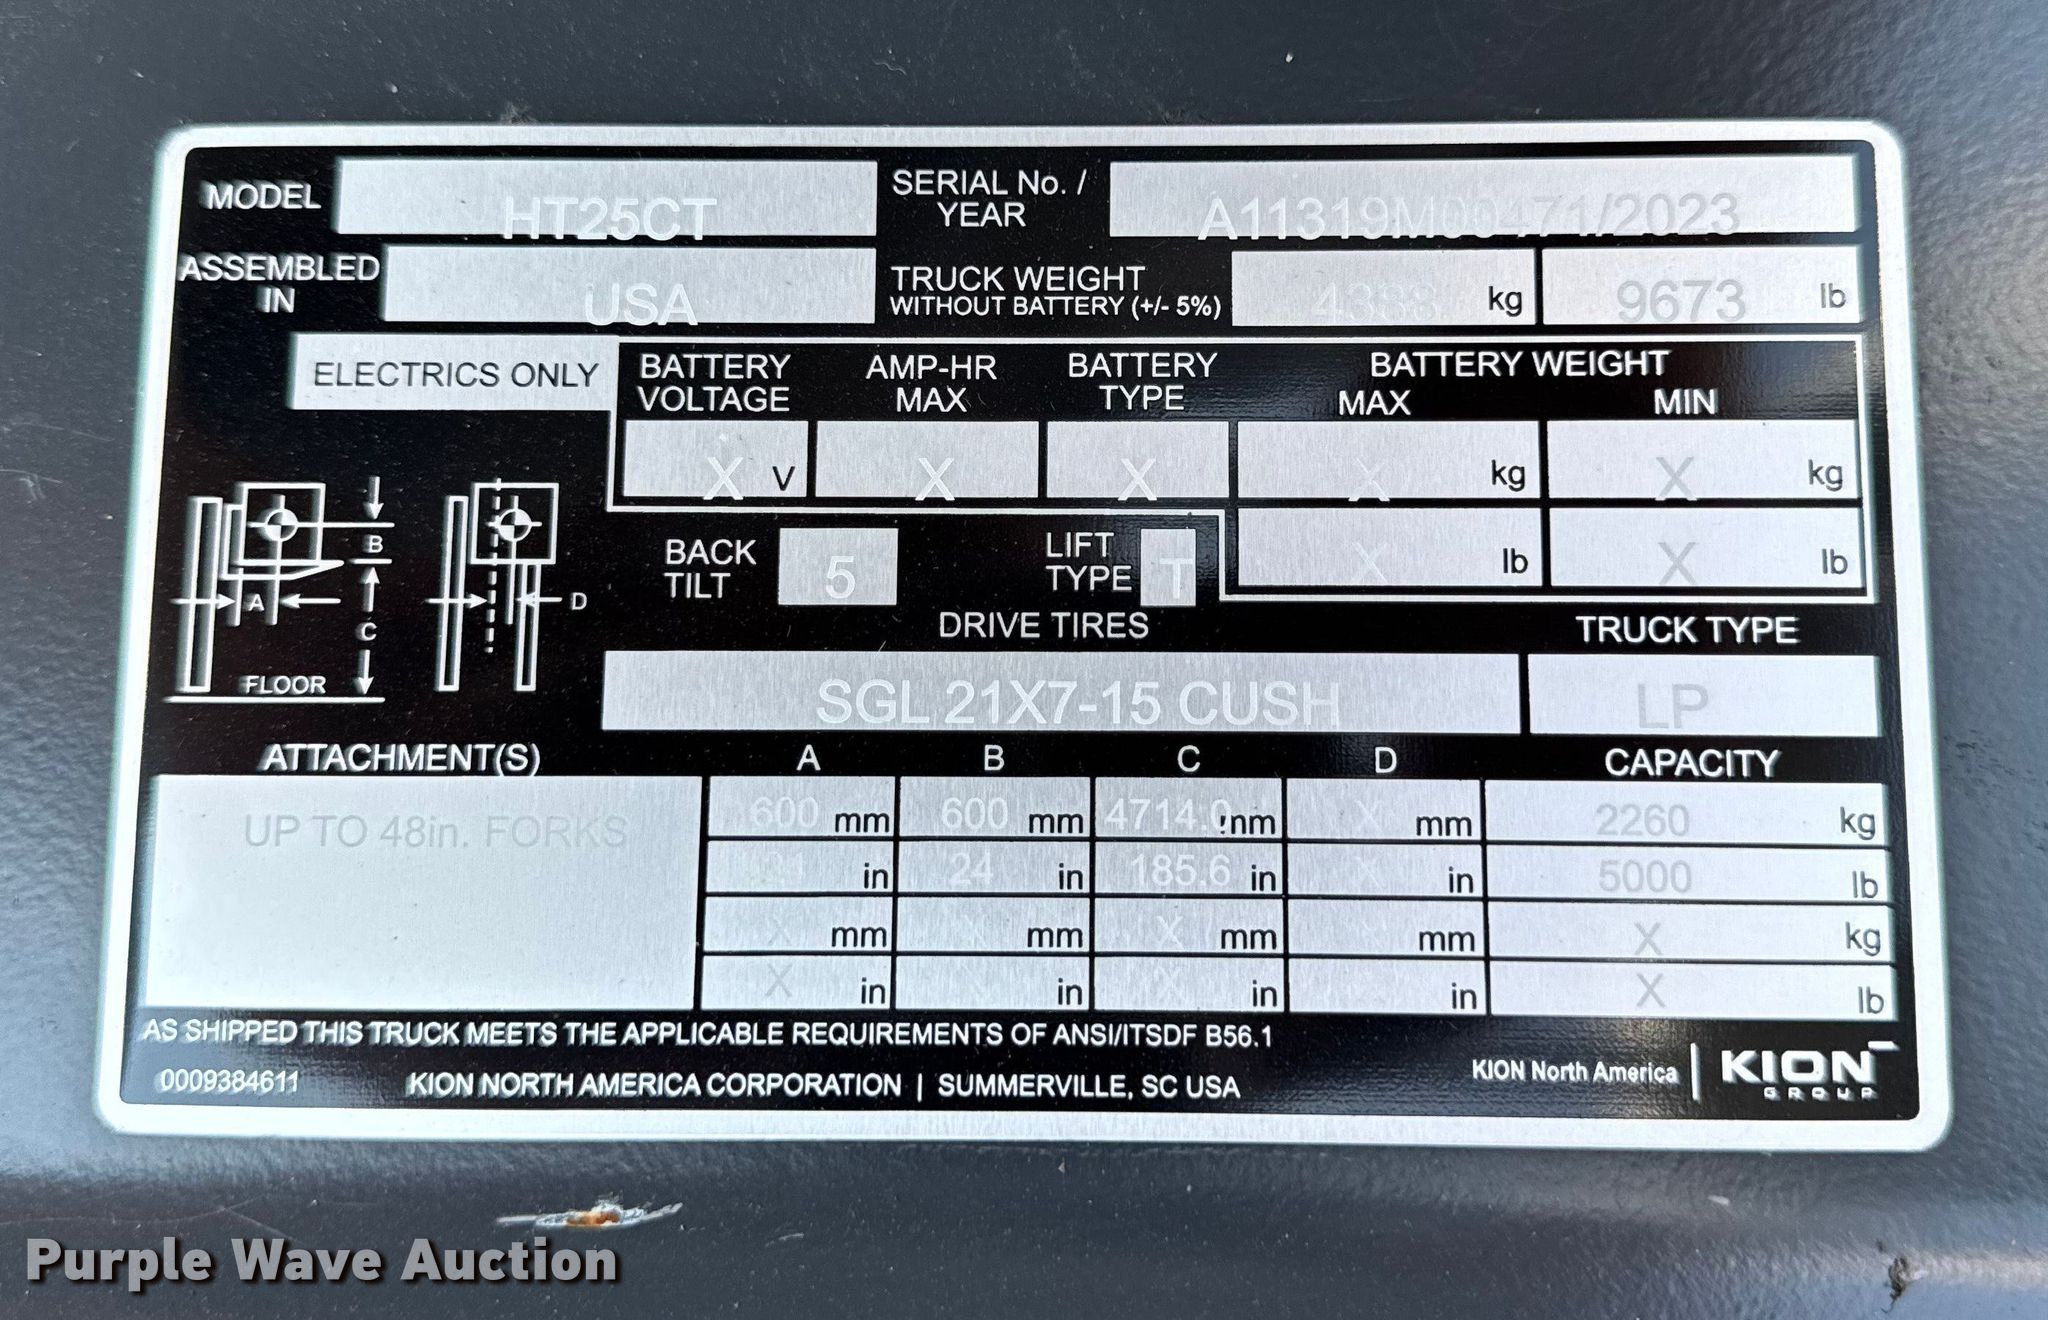 MODEL HT25CT SERIAL No. / YEAR A11319M00471/2023
ASSEMBLED IN USA TRUCK WEIGHT WITHOUT BATTERY (+/- 5%) 4388 kg 9673 lb
ELECTRICS ONLY BATTERY VOLTAGE AMP-HR MAX BATTERY TYPE BATTERY WEIGHT MAX MIN
X V X X X kg X kg
BACK TILT 5 LIFT TYPE T X lb X lb
A B C FLOOR D
DRIVE TIRES TRUCK TYPE
SGL 21X7-15 CUSH LP
ATTACHMENT(S) A B C D CAPACITY
UP TO 48in. FORKS 600 mm 600 mm 4714.0 mm X mm 2260 kg
24 in 24 in 185.6 in X in 5000 lb
X mm X mm X mm mm X kg
X in in X in in X lb
AS SHIPPED THIS TRUCK MEETS THE APPLICABLE REQUIREMENTS OF ANSI/ITSDF B56.1
0009384611 KION NORTH AMERICA CORPORATION | SUMMERVILLE, SC USA KION North America | KION GROUP
Purple Wave Auction